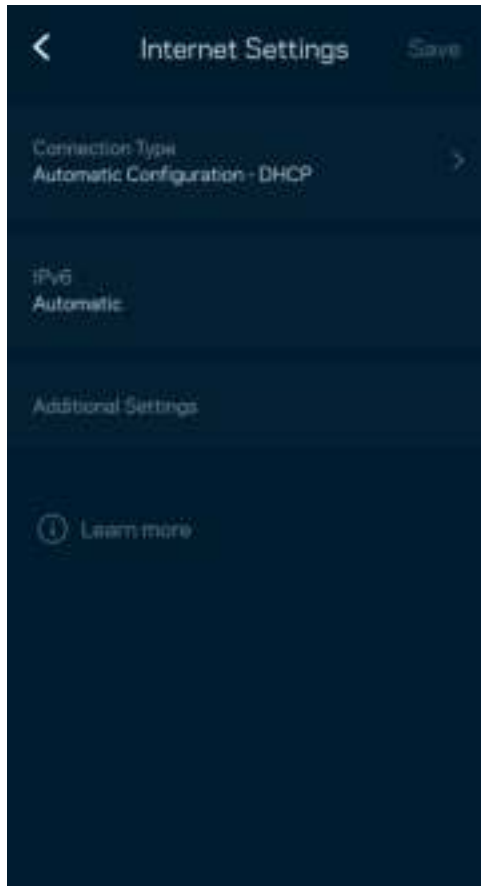 Internet Settings
Save
Connection Type
Automatic Configuration - DHCP
IPv6
Automatic
Additional Settings
Learn more